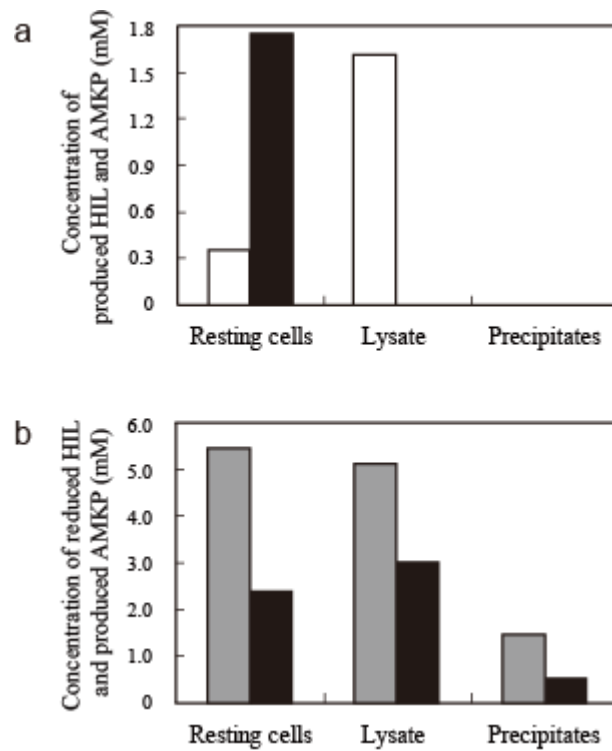 a
Concentration of
produced HIL and AMKP (mM)
1.8
1.5
1.2
0.9
0.6
0.3
0
Resting cells Lysate Precipitates
b
Concentration of reduced HIL
and produced AMKP (mM)
6.0
5.0
4.0
3.0
2.0
1.0
0
Resting cells Lysate Precipitates